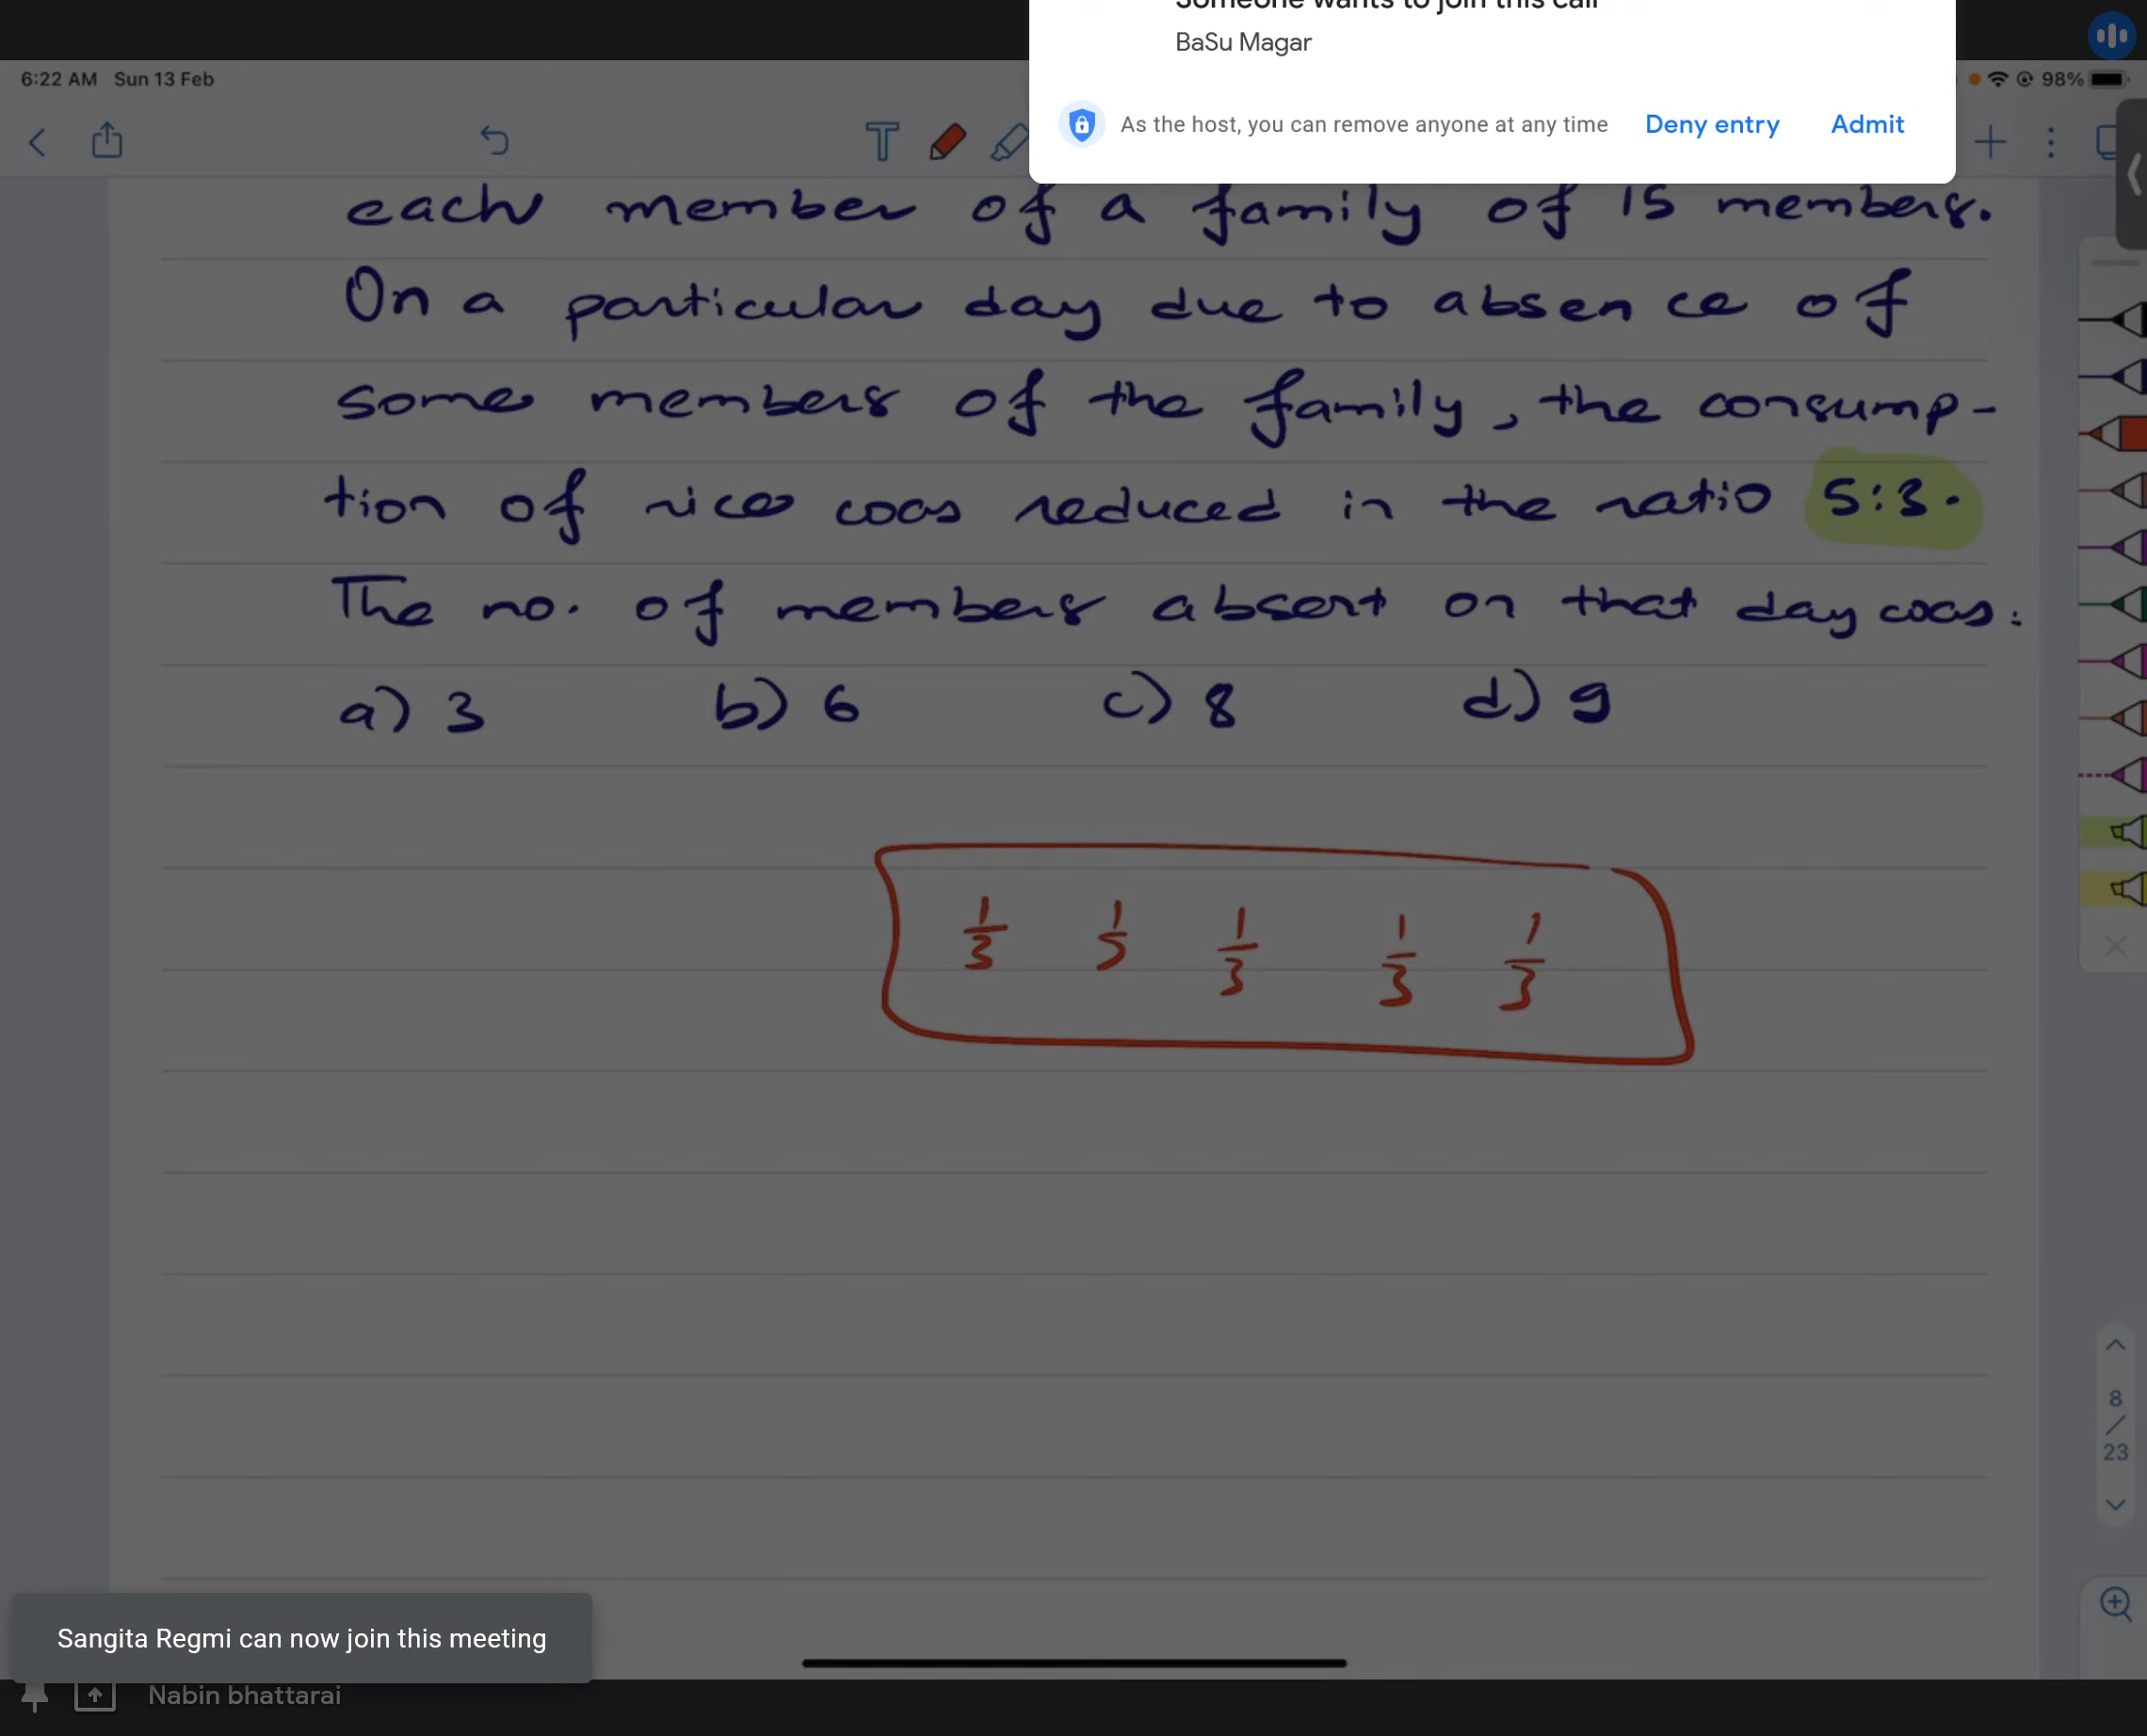 Someone wants to join this call
BaSu Magar
6:22 AM Sun 13 Feb
98%
As the host, you can remove anyone at any time Deny entry Admit
T
each member of a family of 15 members.
On a particular day due to absence of
some members of the family, the consump-
tion of rice was reduced in the ratio 5:3.
The no. of members absent on that day was:
a) 3 b) 6 c) 8 d) 9
1/3 1/3 1/3 1/3 1/3
8
/
23
Sangita Regmi can now join this meeting
Nabin bhattarai